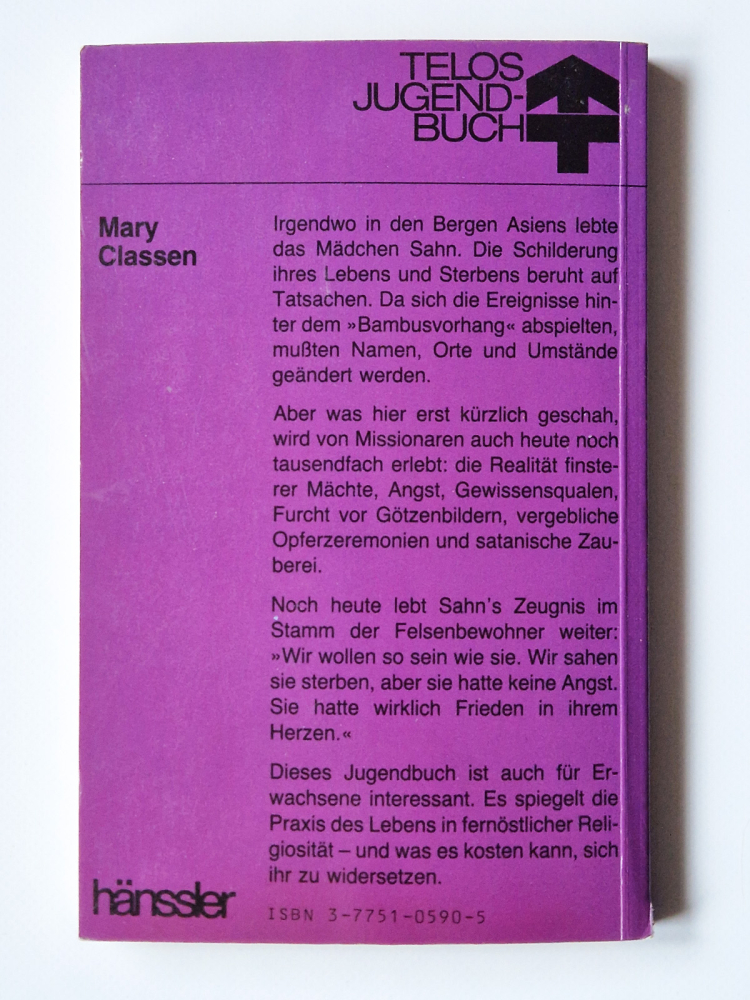 TELOS
JUGEND-
BUCH
Mary
Classen
Irgendwo in den Bergen Asiens lebte
das Mädchen Sahn. Die Schilderung
ihres Lebens und Sterbens beruht auf
Tatsachen. Da sich die Ereignisse hin-
ter dem »Bambusvorhang« abspielten,
mußten Namen, Orte und Umstände
geändert werden.
Aber was hier erst kürzlich geschah,
wird von Missionaren auch heute noch
tausendfach erlebt: die Realität finste-
rer Mächte, Angst, Gewissensqualen,
Furcht vor Götzenbildern, vergebliche
Opferzeremonien und satanische Zau-
berei.
Noch heute lebt Sahn's Zeugnis im
Stamm der Felsenbewohner weiter:
»Wir wollen so sein wie sie. Wir sahen
sie sterben, aber sie hatte keine Angst.
Sie hatte wirklich Frieden in ihrem
Herzen.«
Dieses Jugendbuch ist auch für Er-
wachsene interessant. Es spiegelt die
Praxis des Lebens in fernöstlicher Reli-
giosität – und was es kosten kann, sich
ihr zu widersetzen.
hänssler
ISBN 3-7751-0590-5